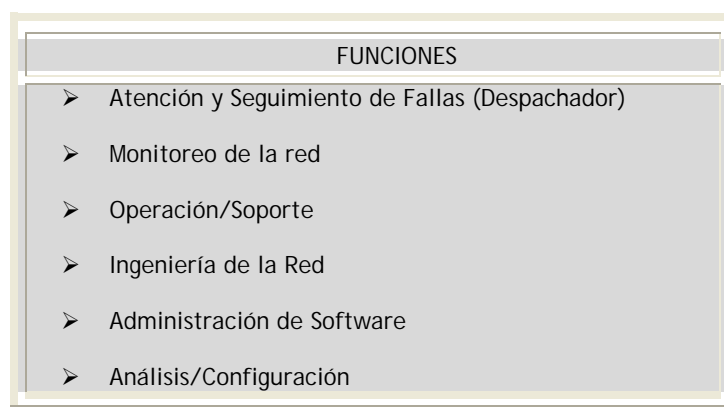 FUNCIONES
➢ Atención y Seguimiento de Fallas (Despachador)
➢ Monitoreo de la red
➢ Operación/Soporte
➢ Ingeniería de la Red
➢ Administración de Software
➢ Análisis/Configuración